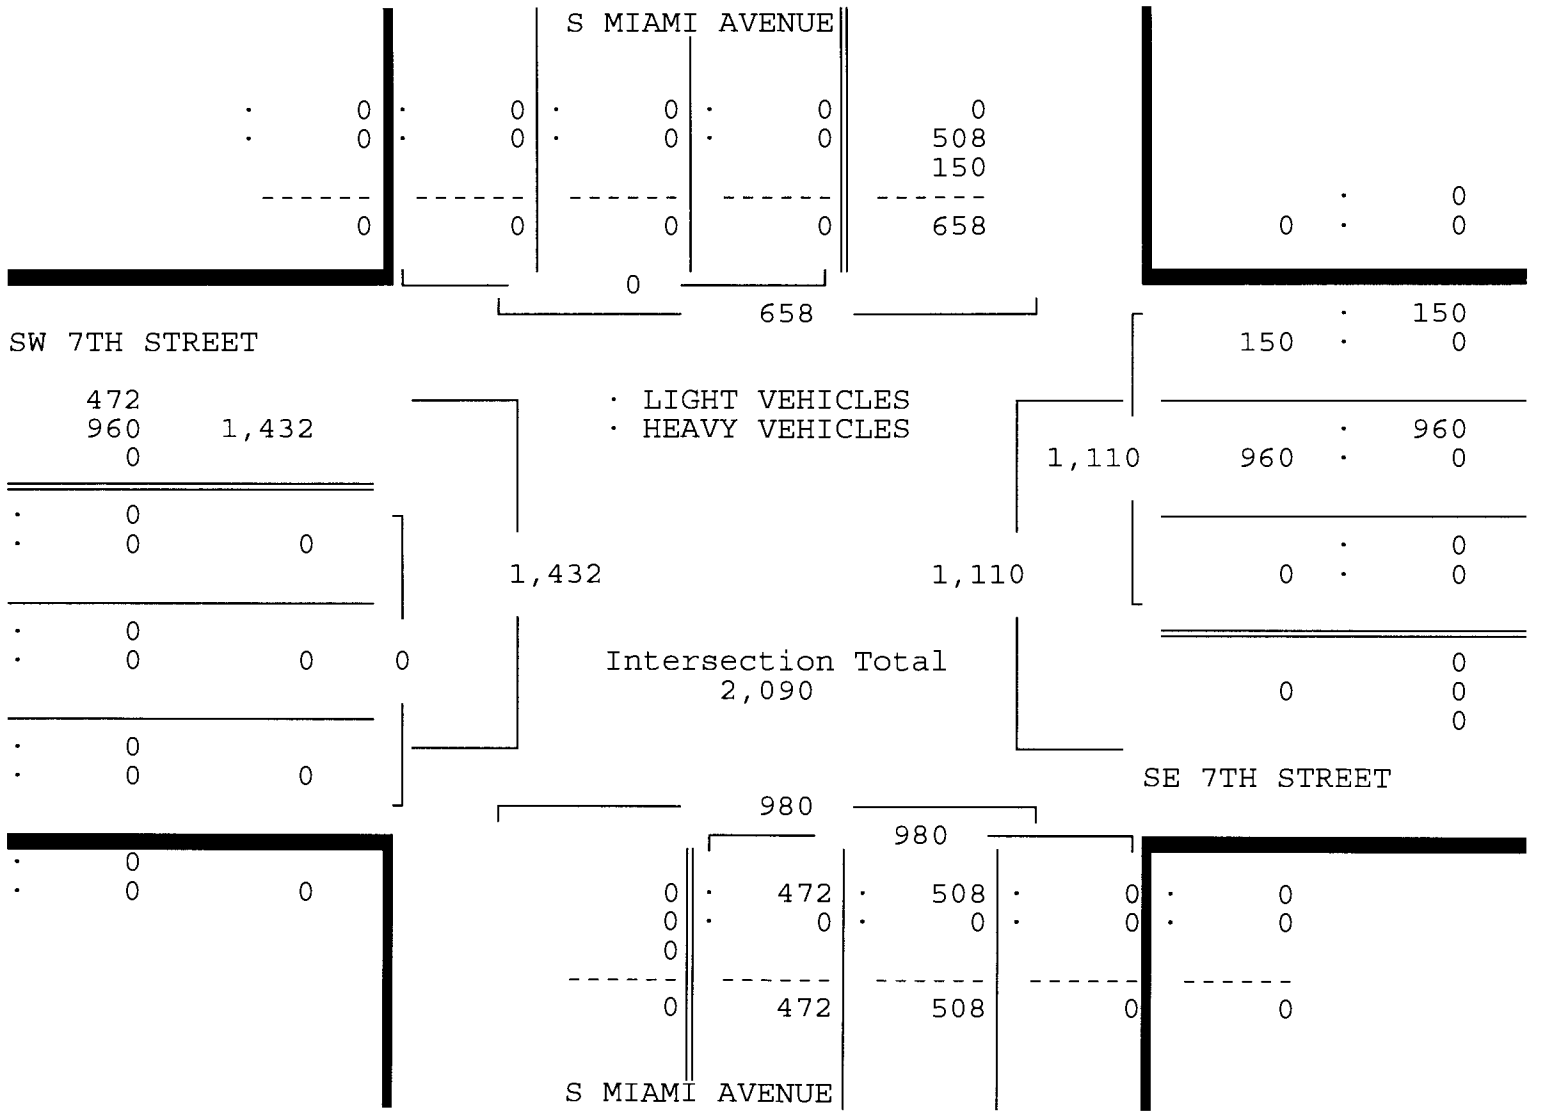 S MIAMI AVENUE
· 0 · 0 · 0 · 0 0
· 0 · 0 · 0 · 0 508
150
------ ------ ------ ------ ------ · 0
0 0 0 0 658 0 · 0
0
658 · 150
SW 7TH STREET 150 · 0
472 · LIGHT VEHICLES
960 1,432 · HEAVY VEHICLES · 960
0 1,110 960 · 0
· 0
· 0 0 · 0
1,432 1,110 0 · 0
· 0
· 0 0 0 Intersection Total 0
2,090 0 0
0
· 0
· 0 0 SE 7TH STREET
980
980
· 0
· 0 0 0 · 472 · 508 · 0 · 0
0 · 0 · 0 · 0 · 0
0
------ ------ ------ ------ ------
0 472 508 0 0
S MIAMI AVENUE